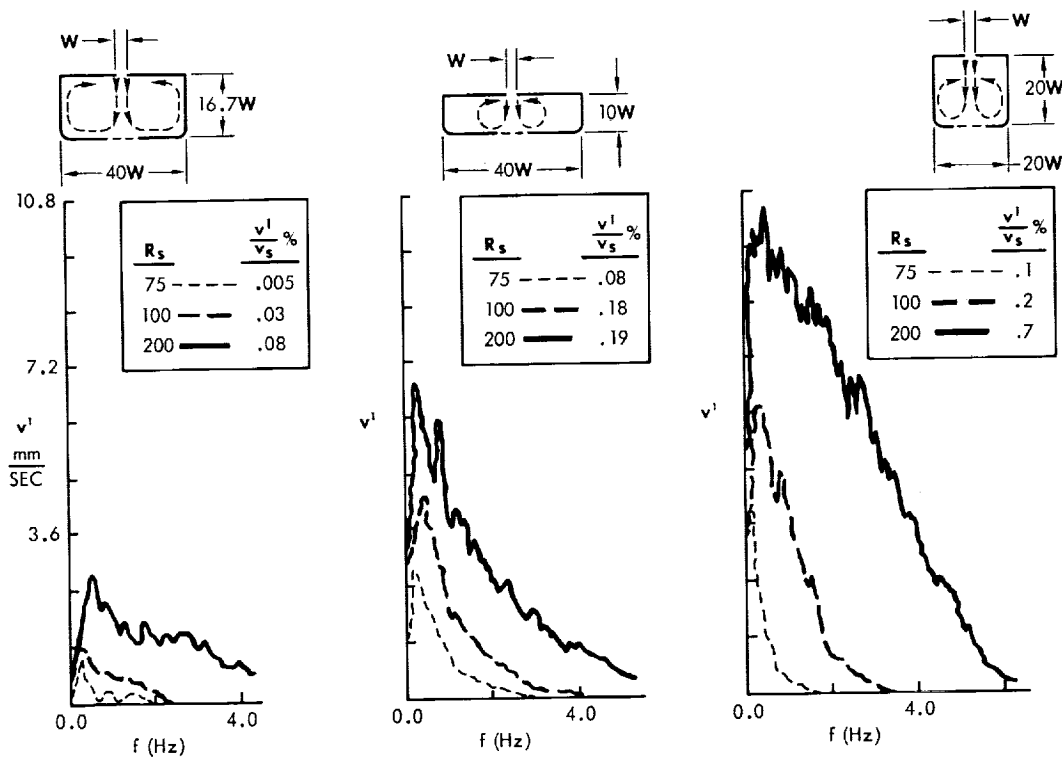 W
16.7W
40W
10.8
7.2
3.6
v'
mm
SEC
Rs v'/vs %
75 .005
100 .03
200 .08
0.0 4.0
f (Hz)
W
10W
40W
v'
Rs v'/vs %
75 .08
100 .18
200 .19
0.0 4.0
f (Hz)
W
20W
20W
v'
Rs v'/vs %
75 .1
100 .2
200 .7
0.0 4.0
f (Hz)